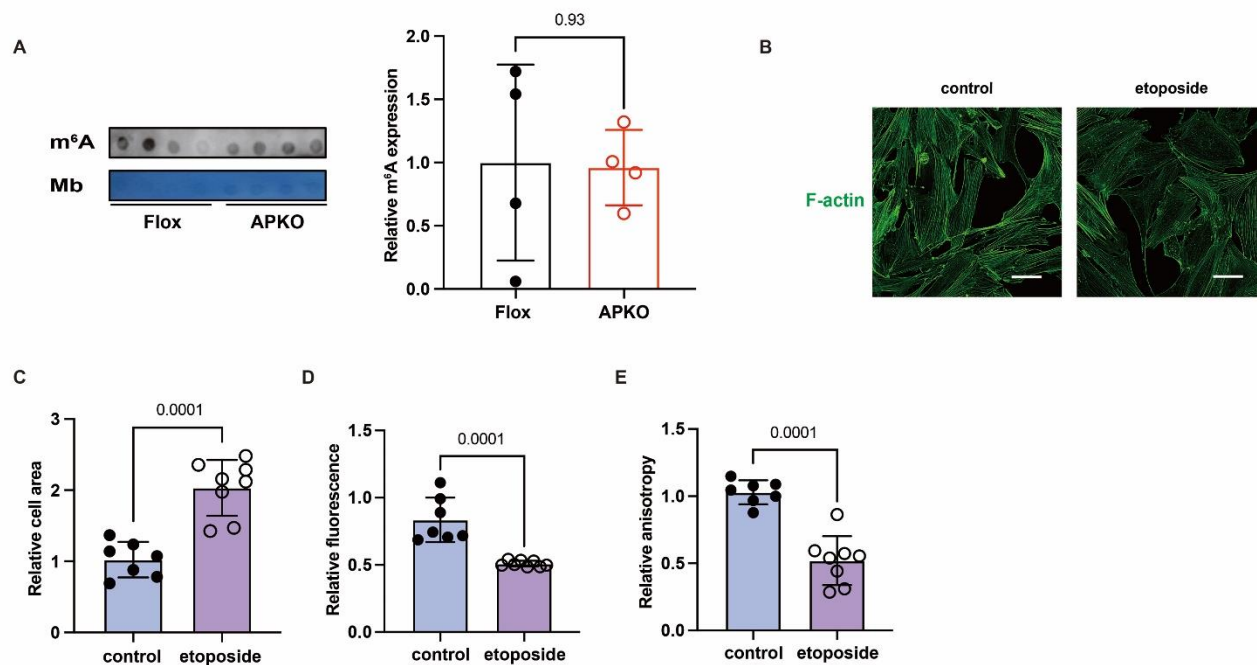 A
m⁶A
Mb
Flox APKO
0.93
Relative m⁶A expression
2.0
1.5
1.0
0.5
0.0
Flox APKO
B
control etoposide
F-actin
C
0.0001
Relative cell area
3
2
1
0
control etoposide
D
0.0001
Relative fluorescence
1.5
1.0
0.5
0.0
control etoposide
E
0.0001
Relative anisotropy
1.5
1.0
0.5
0.0
control etoposide